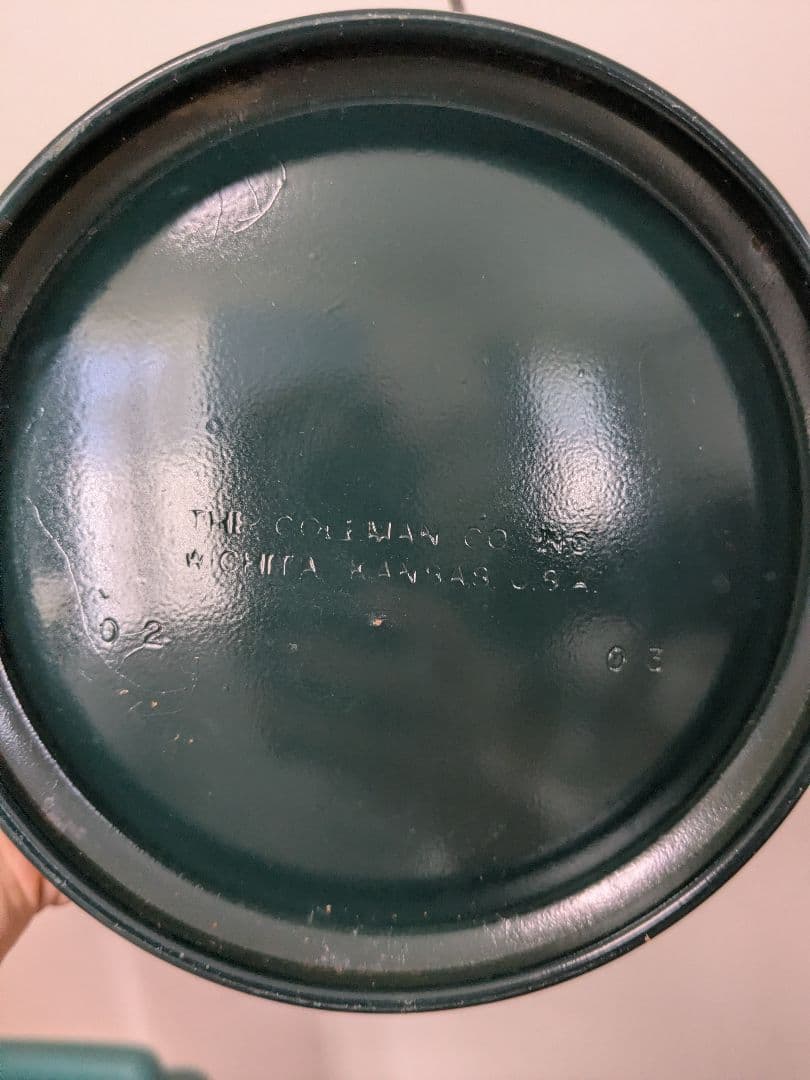 THE COLEMAN CO INC
WICHITA KANSAS U.S.A.
02 03